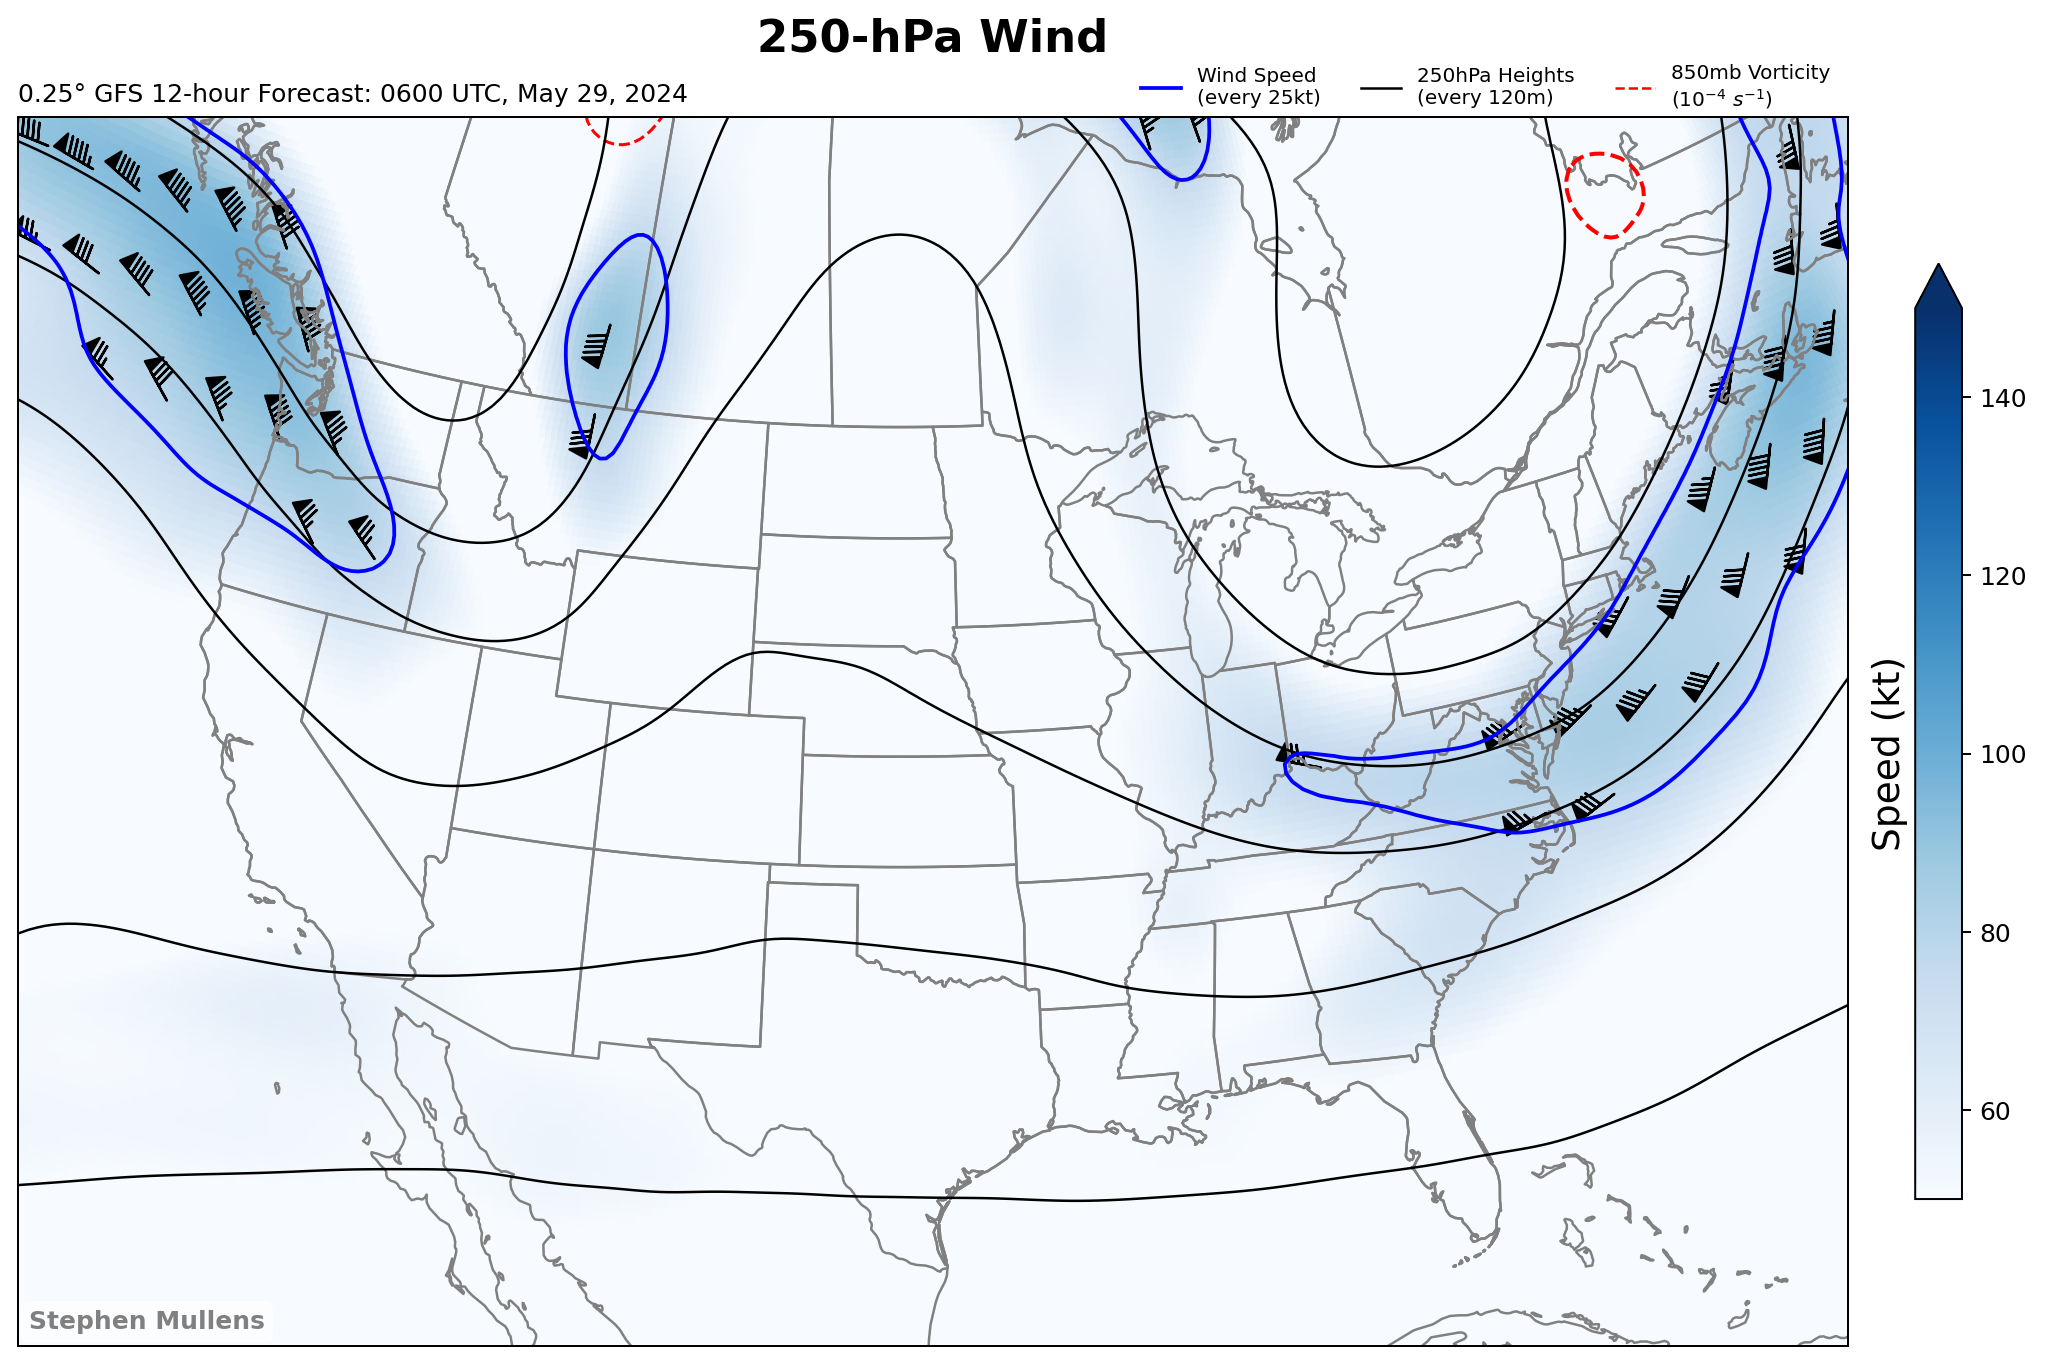 250-hPa Wind
0.25° GFS 12-hour Forecast: 0600 UTC, May 29, 2024
Wind Speed
(every 25kt)
250hPa Heights
(every 120m)
850mb Vorticity
(10⁻⁴ s⁻¹)
140
120
100
80
60
Speed (kt)
Stephen Mullens